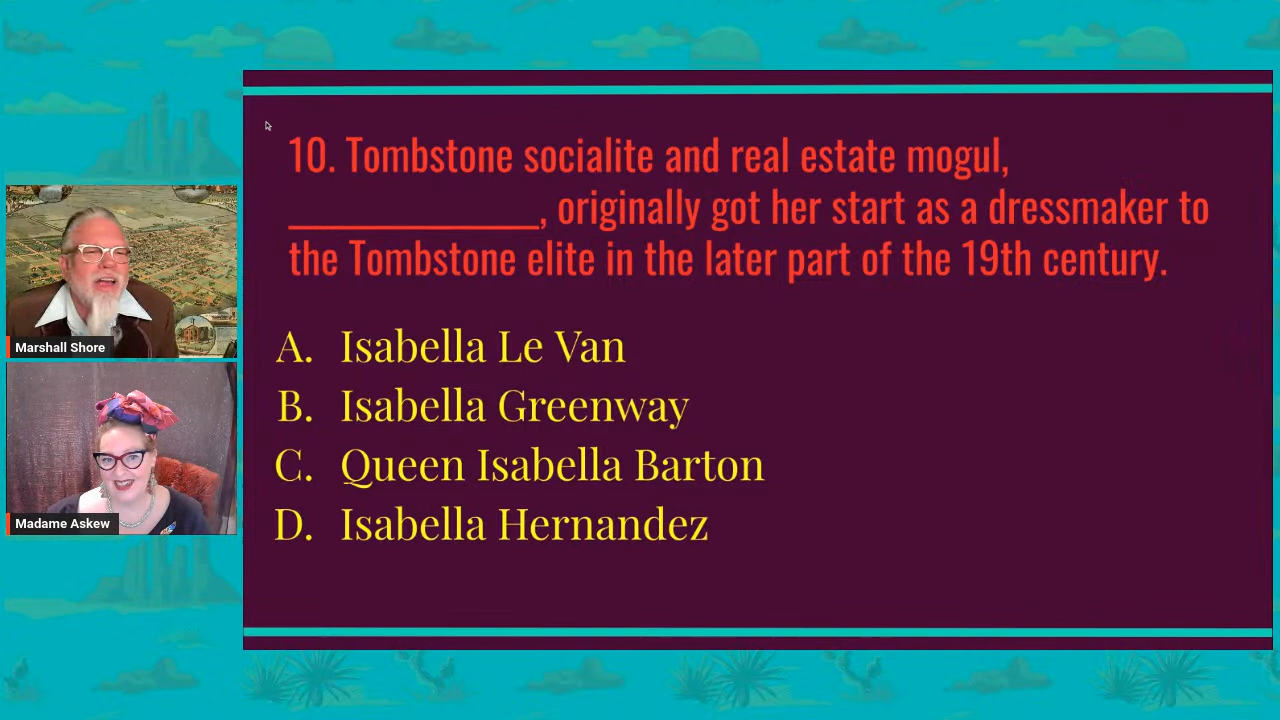 10. Tombstone socialite and real estate mogul,
______________, originally got her start as a dressmaker to
the Tombstone elite in the later part of the 19th century.
A. Isabella Le Van
B. Isabella Greenway
C. Queen Isabella Barton
D. Isabella Hernandez
Marshall Shore
Madame Askew